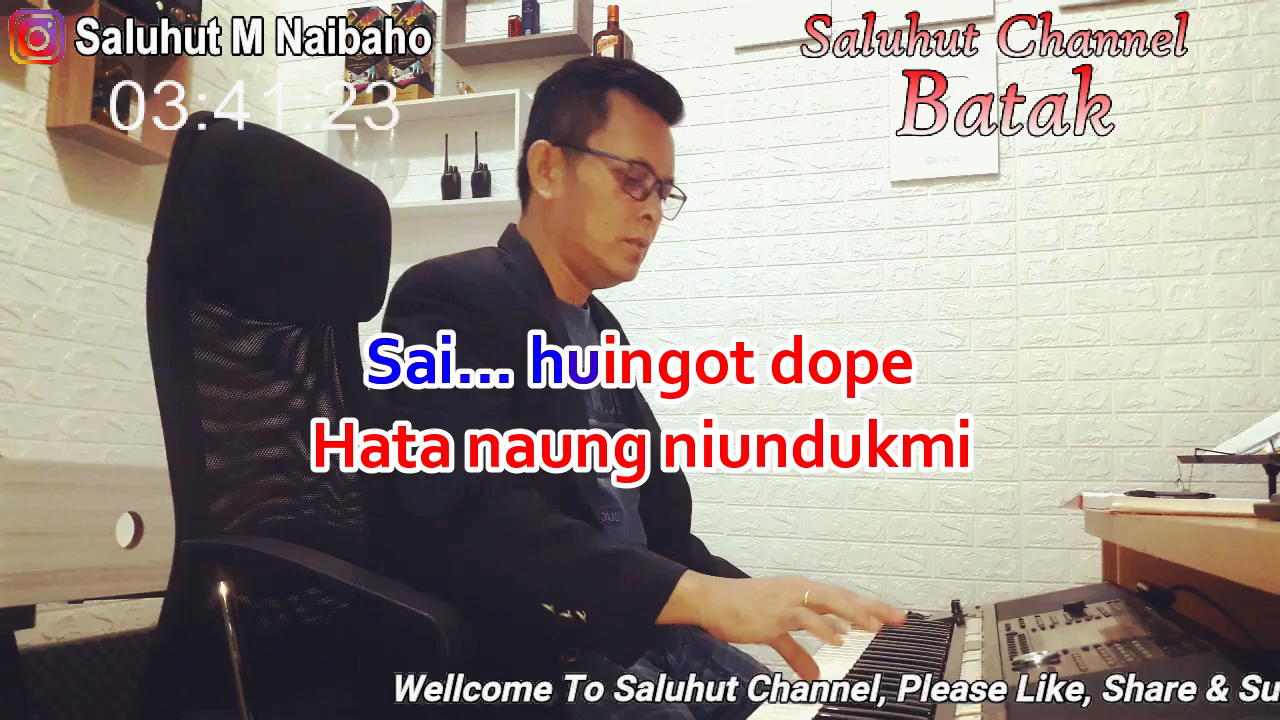 Saluhut M Naibaho
Saluhut Channel
Batak
03:41:23
Sai... huingot dope
Hata naung niundukmi
Wellcome To Saluhut Channel, Please Like, Share & Su